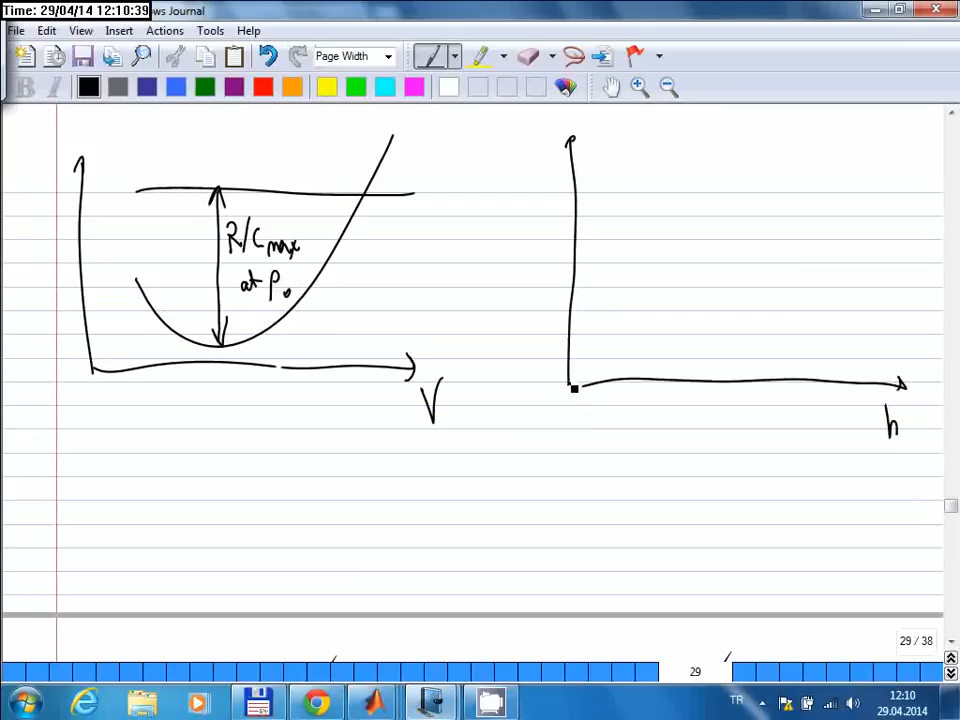 Time: 29/04/14 12:10:39
ws Journal
File Edit View Insert Actions Tools Help
Page Width
B I
R/Cmax
at ρ₀
V
h
29 / 38
29
TR
12:10
29.04.2014